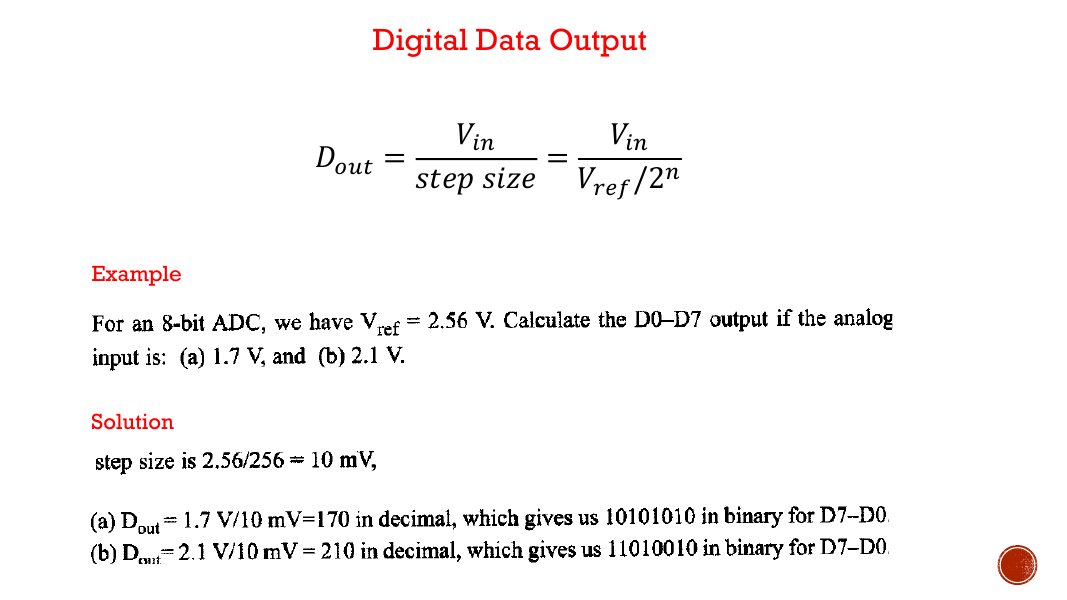 Digital Data Output
D_out = V_in / step size = V_in / V_ref/2^n
Example
For an 8-bit ADC, we have V_ref = 2.56 V. Calculate the D0–D7 output if the analog
input is: (a) 1.7 V, and (b) 2.1 V.
Solution
step size is 2.56/256 = 10 mV,
(a) D_out = 1.7 V/10 mV=170 in decimal, which gives us 10101010 in binary for D7–D0.
(b) D_out = 2.1 V/10 mV = 210 in decimal, which gives us 11010010 in binary for D7–D0.